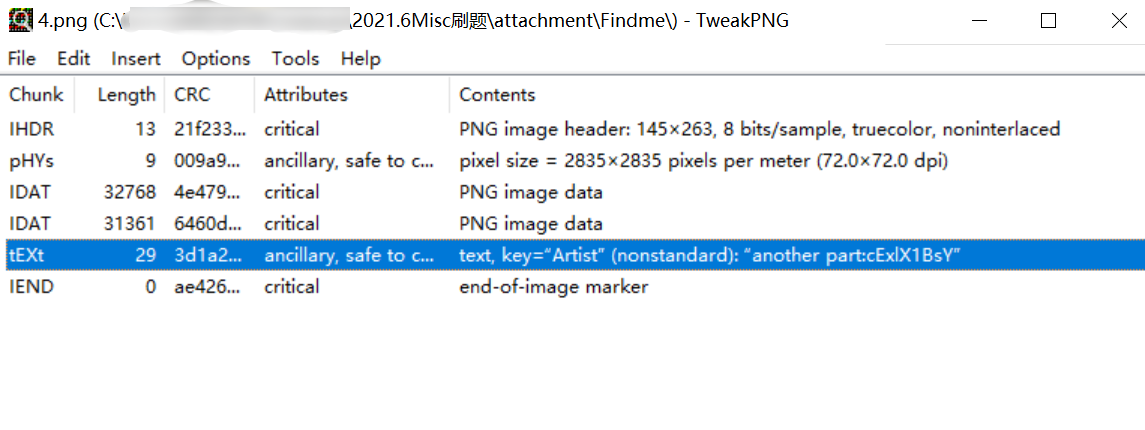 4.png (C:\ \2021.6Misc刷题\attachment\Findme\) - TweakPNG
File Edit Insert Options Tools Help
Chunk Length CRC Attributes Contents
IHDR 13 21f233... critical PNG image header: 145×263, 8 bits/sample, truecolor, noninterlaced
pHYs 9 009a9... ancillary, safe to c... pixel size = 2835×2835 pixels per meter (72.0×72.0 dpi)
IDAT 32768 4e479... critical PNG image data
IDAT 31361 6460d... critical PNG image data
tEXt 29 3d1a2... ancillary, safe to c... text, key=“Artist” (nonstandard): “another part:cExlX1BsY”
IEND 0 ae426... critical end-of-image marker